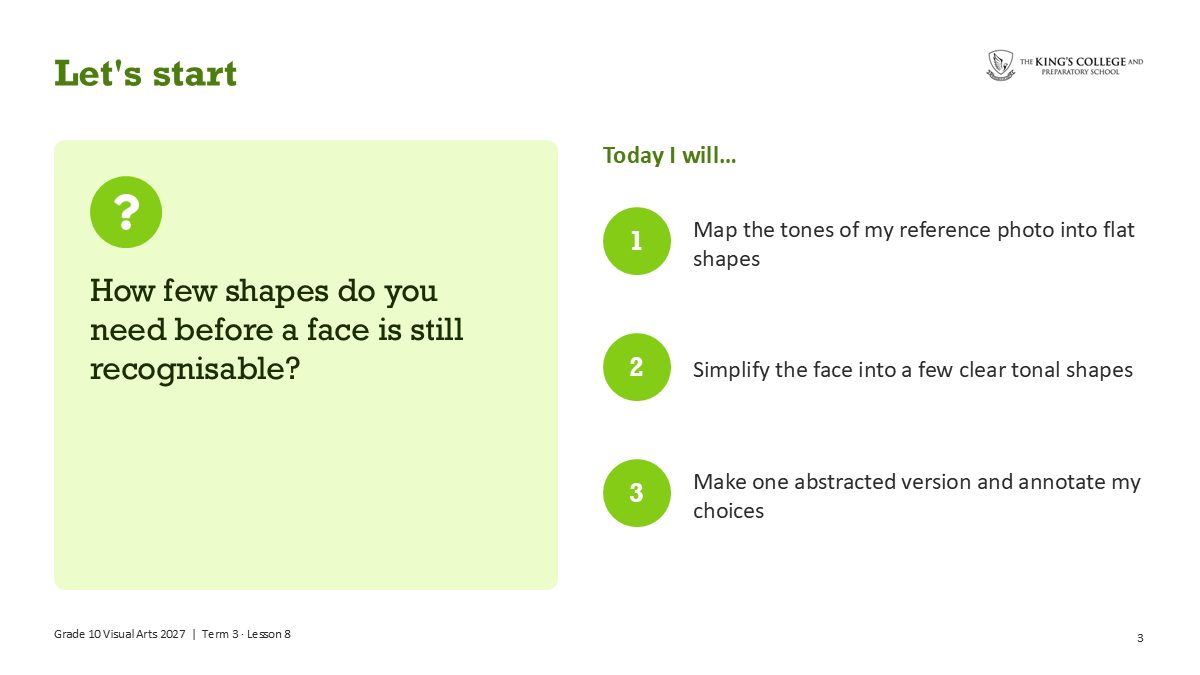 Let's start
THE KING'S COLLEGE AND
PREPARATORY SCHOOL
?
How few shapes do you
need before a face is still
recognisable?
Today I will...
1
Map the tones of my reference photo into flat
shapes
2
Simplify the face into a few clear tonal shapes
3
Make one abstracted version and annotate my
choices
Grade 10 Visual Arts 2027 | Term 3 · Lesson 8
3